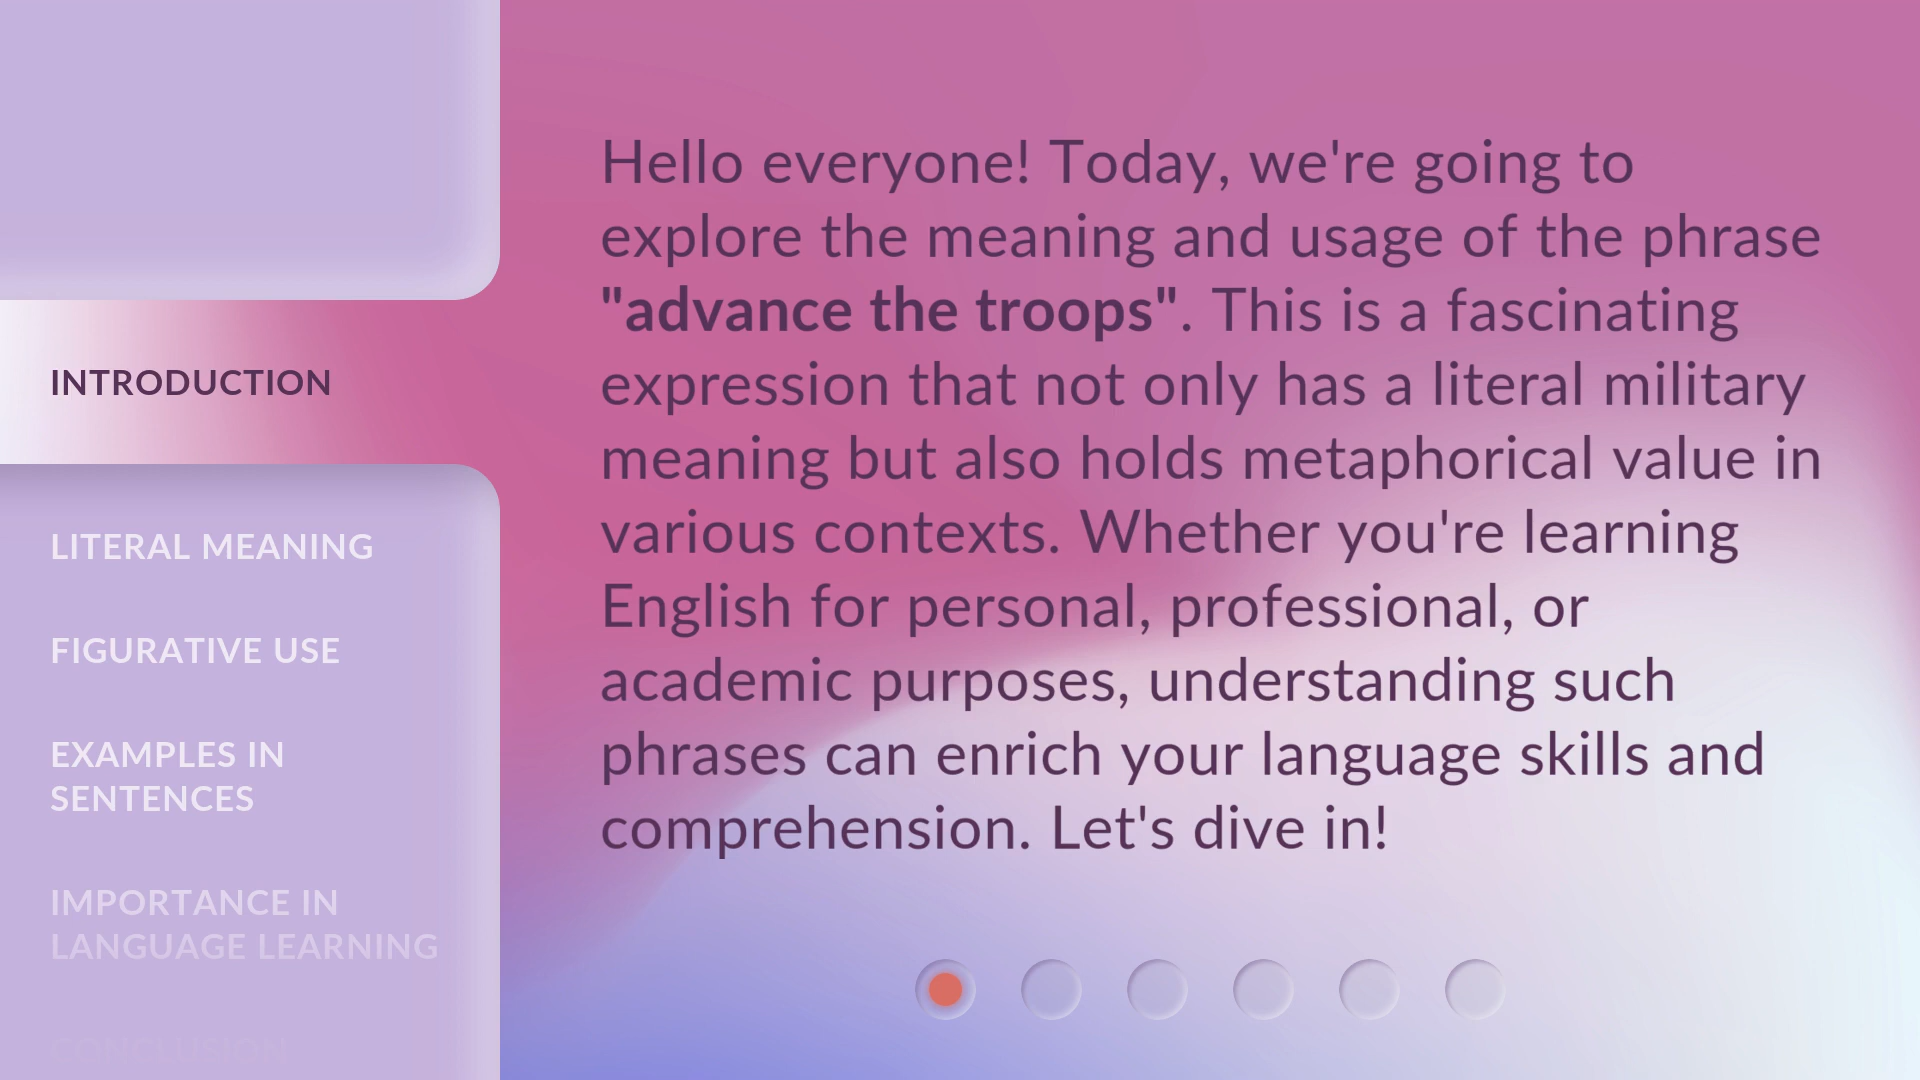 INTRODUCTION
LITERAL MEANING
FIGURATIVE USE
EXAMPLES IN
SENTENCES
IMPORTANCE IN
LANGUAGE LEARNING
CONCLUSION
Hello everyone! Today, we're going to
explore the meaning and usage of the phrase
"advance the troops". This is a fascinating
expression that not only has a literal military
meaning but also holds metaphorical value in
various contexts. Whether you're learning
English for personal, professional, or
academic purposes, understanding such
phrases can enrich your language skills and
comprehension. Let's dive in!